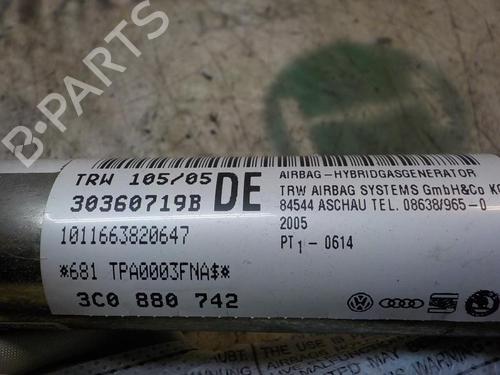 B-PARTS
TRW 105/05
30360719B
DE
1011663820647
*681 TPA0003FNA$*
3C0 880 742
AIRBAG-HYBRIDGASGENERATOR
TRW AIRBAG SYSTEMS GmbH&Co KG
84544 ASCHAU TEL. 08638/965-0
2005
PT1- 0614
WARNING